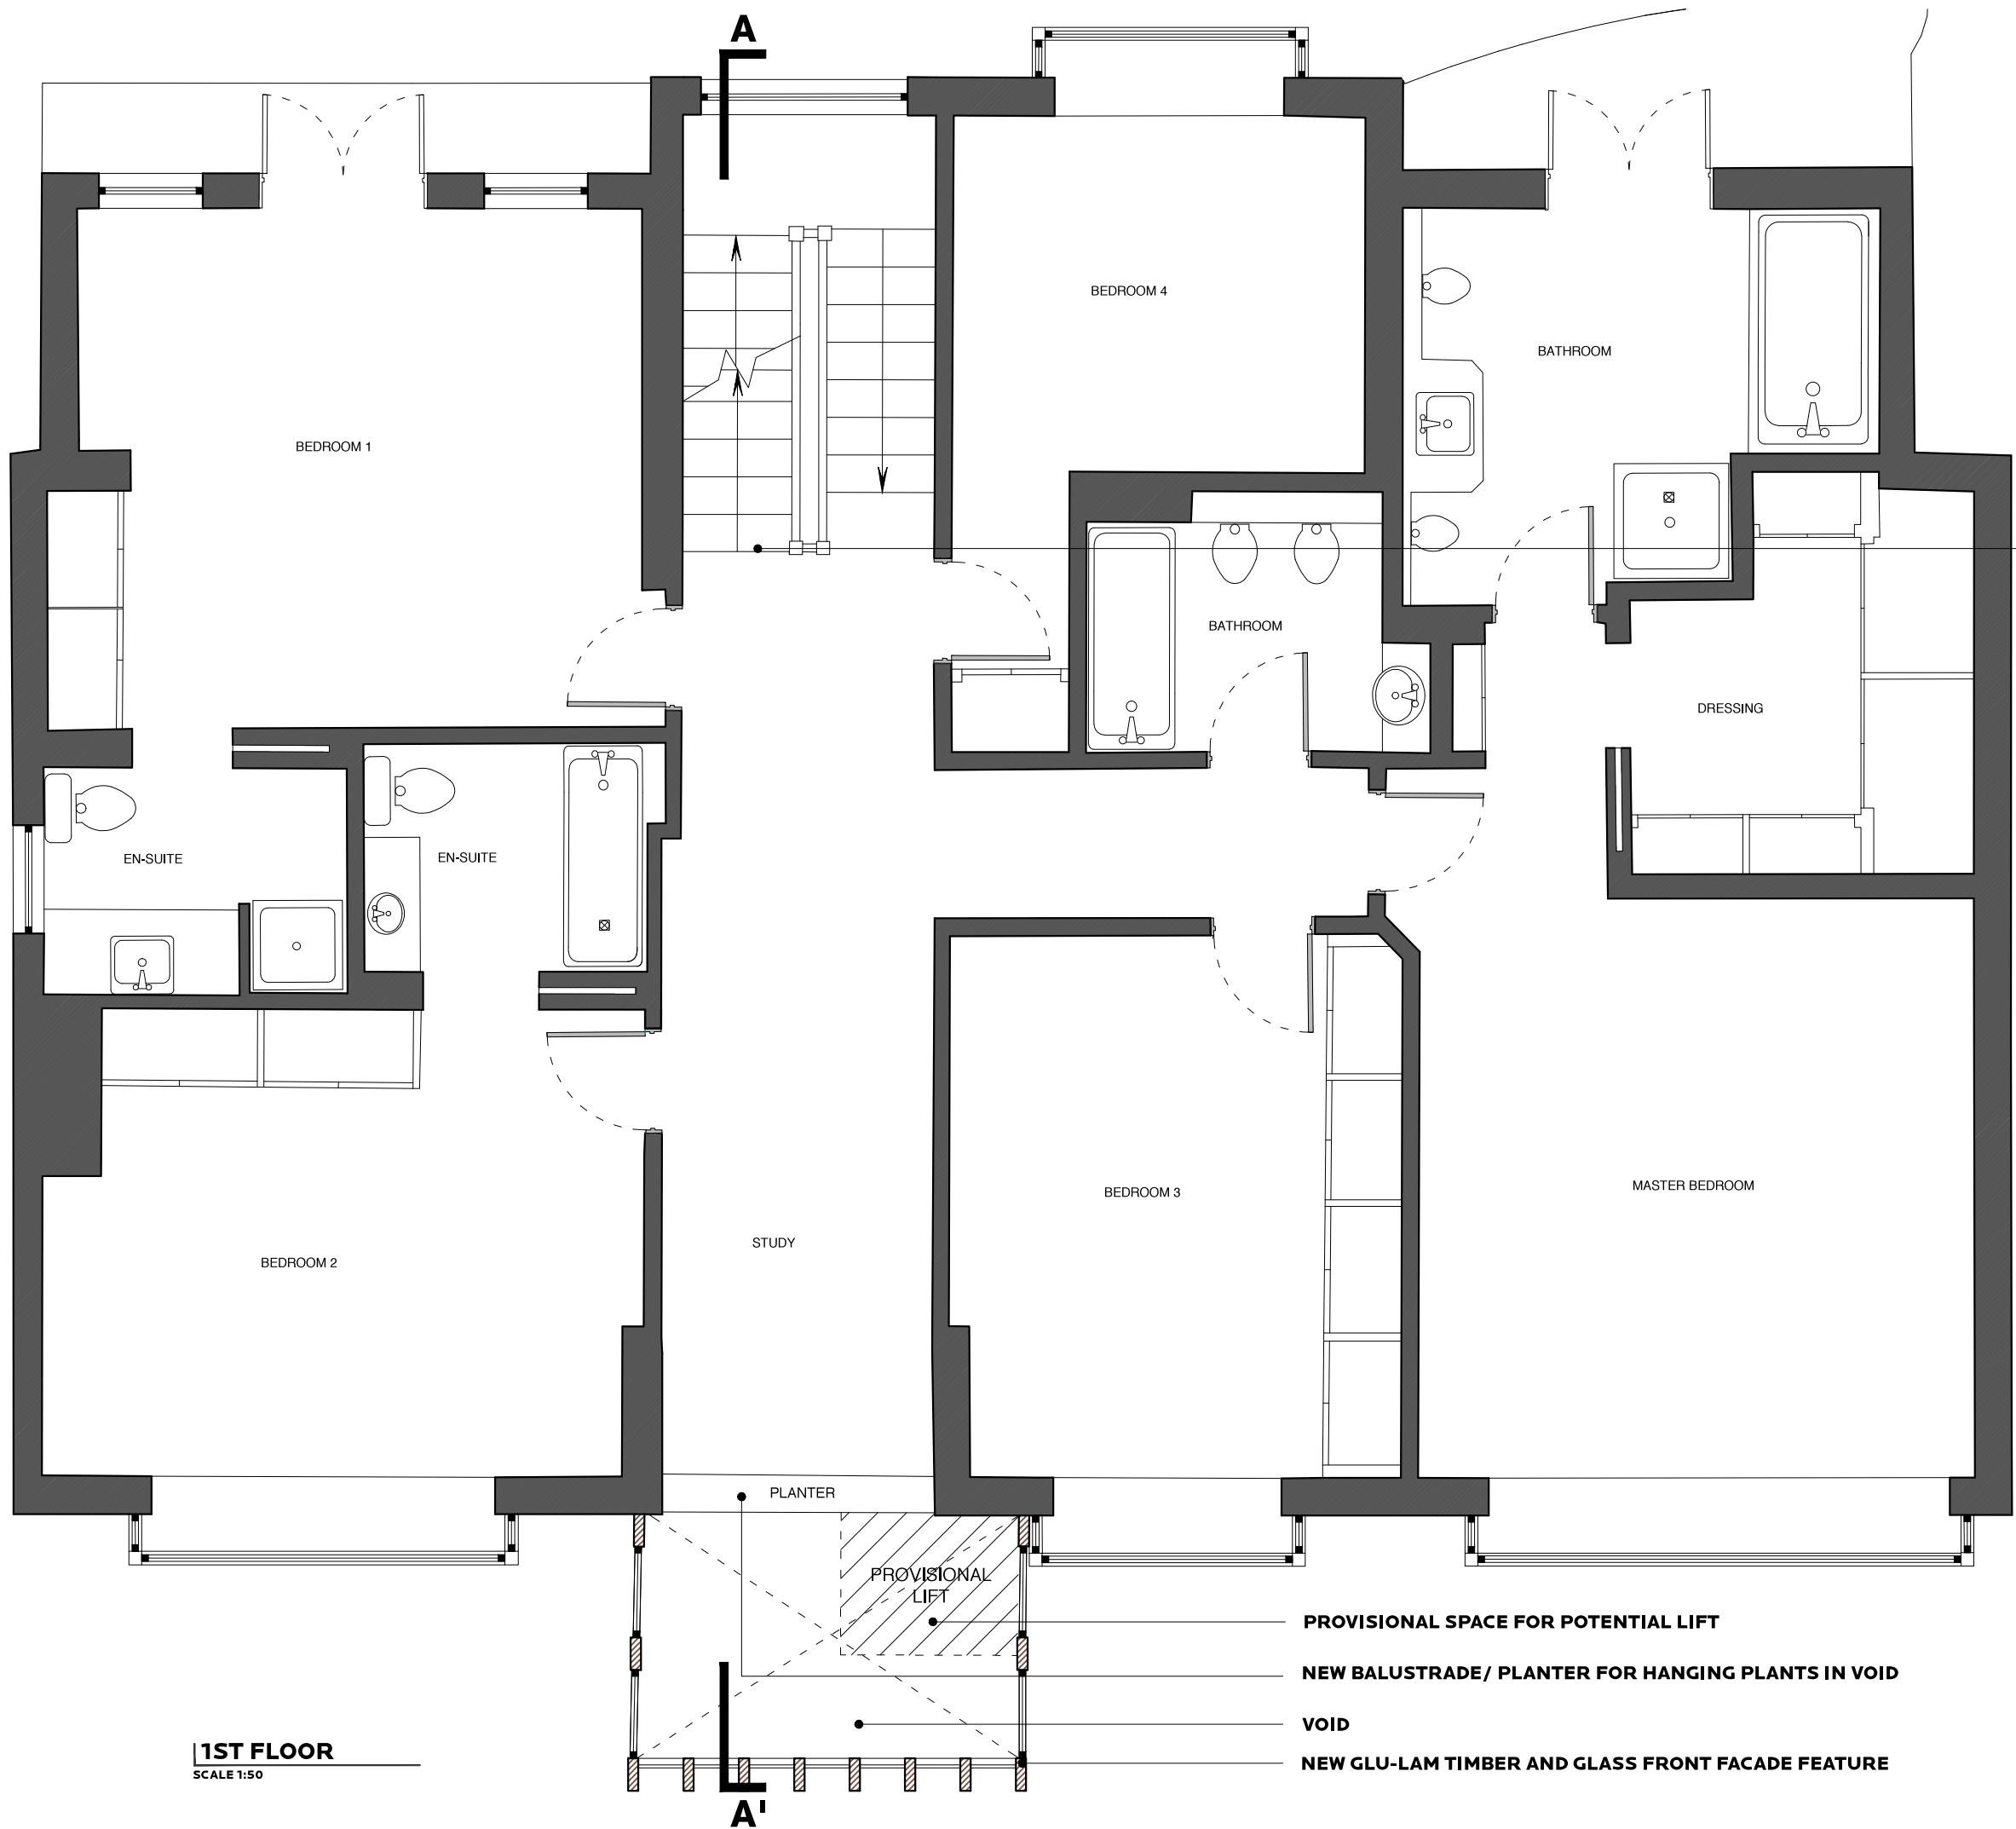 A
BEDROOM 4
BATHROOM
BEDROOM 1
BATHROOM
DRESSING
EN-SUITE
EN-SUITE
MASTER BEDROOM
BEDROOM 3
STUDY
BEDROOM 2
PLANTER
PROVISIONAL
LIFT
PROVISIONAL SPACE FOR POTENTIAL LIFT
NEW BALUSTRADE/ PLANTER FOR HANGING PLANTS IN VOID
VOID
NEW GLU-LAM TIMBER AND GLASS FRONT FACADE FEATURE
1ST FLOOR
SCALE 1:50
A'